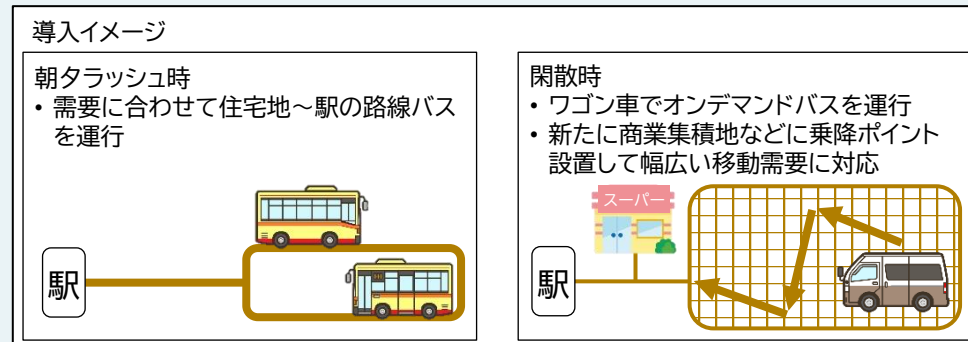 導入イメージ
朝夕ラッシュ時
• 需要に合わせて住宅地～駅の路線バス
を運行
駅
閑散時
• ワゴン車でオンデマンドバスを運行
• 新たに商業集積地などに乗降ポイント
設置して幅広い移動需要に対応
スーパー
駅